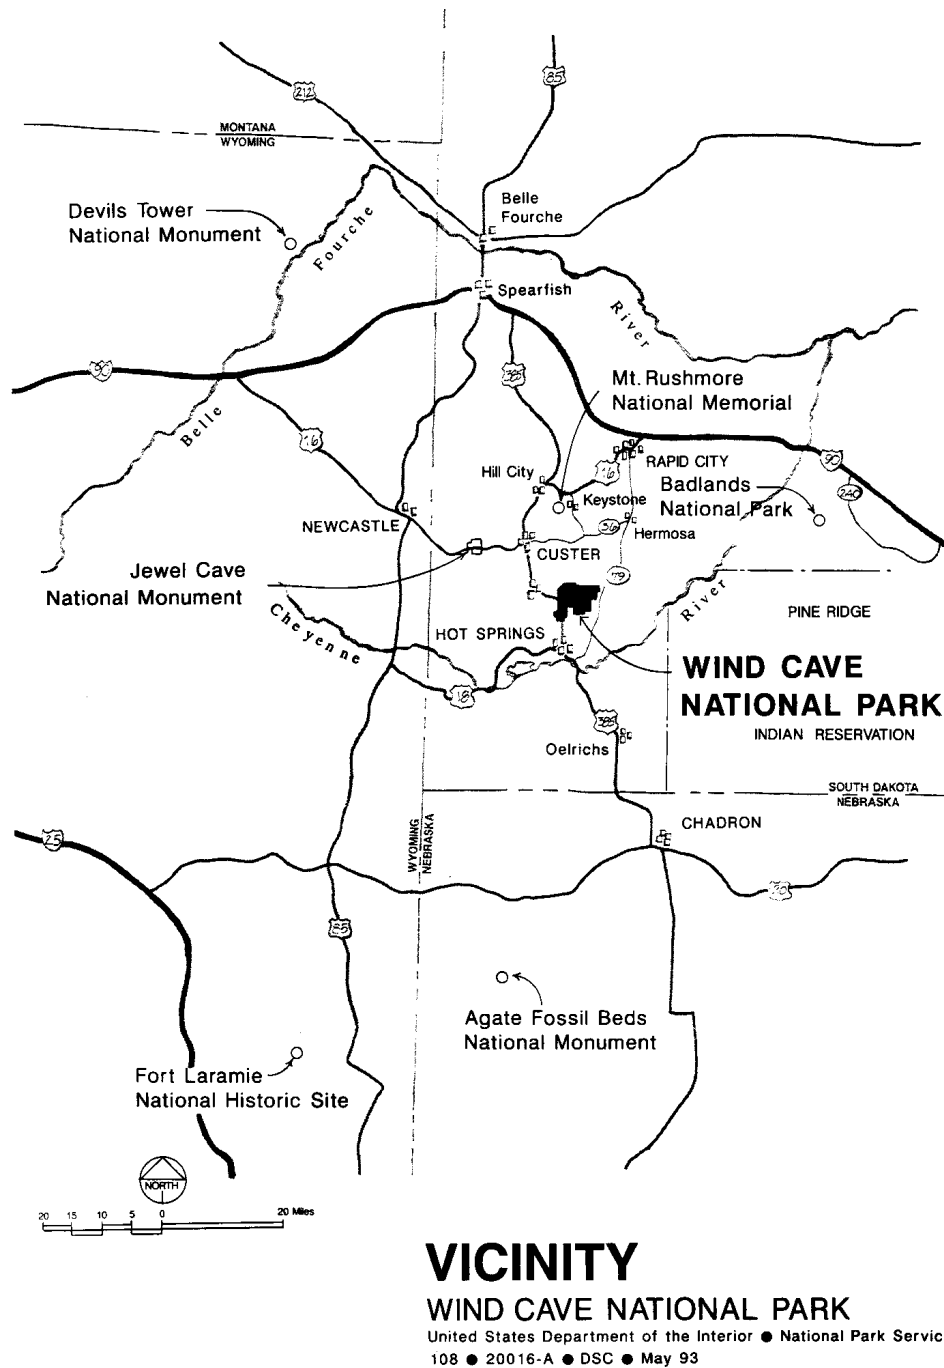 212
85
MONTANA
WYOMING
Belle
Fourche
Devils Tower
National Monument
Fourche
Spearfish
River
90
385
Mt. Rushmore
National Memorial
Belle
16
16
RAPID CITY
90
Hill City
Badlands
National Park
240
Keystone
NEWCASTLE
36
Hermosa
CUSTER
Jewel Cave
National Monument
79
River
Cheyenne
PINE RIDGE
HOT SPRINGS
WIND CAVE
NATIONAL PARK
18
385
INDIAN RESERVATION
Oelrichs
SOUTH DAKOTA
NEBRASKA
25
WYOMING
NEBRASKA
CHADRON
20
85
Agate Fossil Beds
National Monument
Fort Laramie
National Historic Site
NORTH
20 15 10 5 0 20 Miles
VICINITY
WIND CAVE NATIONAL PARK
United States Department of the Interior ● National Park Servic
108 ● 20016-A ● DSC ● May 93